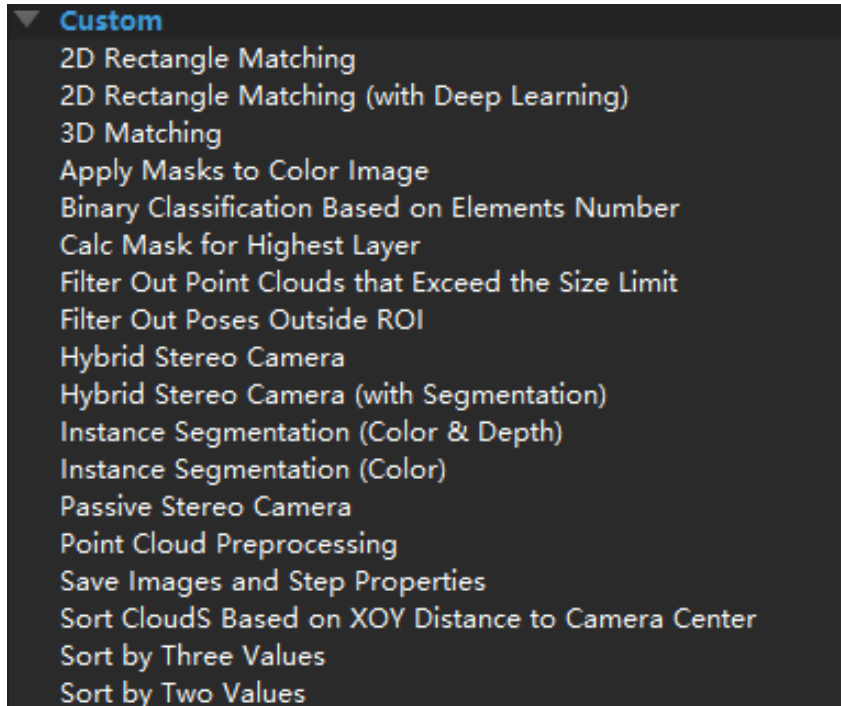 Custom
2D Rectangle Matching
2D Rectangle Matching (with Deep Learning)
3D Matching
Apply Masks to Color Image
Binary Classification Based on Elements Number
Calc Mask for Highest Layer
Filter Out Point Clouds that Exceed the Size Limit
Filter Out Poses Outside ROI
Hybrid Stereo Camera
Hybrid Stereo Camera (with Segmentation)
Instance Segmentation (Color & Depth)
Instance Segmentation (Color)
Passive Stereo Camera
Point Cloud Preprocessing
Save Images and Step Properties
Sort CloudS Based on XOY Distance to Camera Center
Sort by Three Values
Sort by Two Values